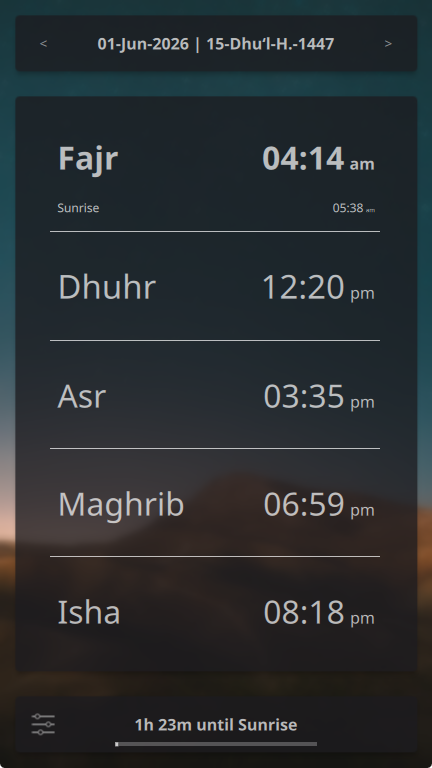 < 01-Jun-2026 | 15-Dhu’l-H.-1447 >
Fajr 04:14 am
Sunrise 05:38 am
Dhuhr 12:20 pm
Asr 03:35 pm
Maghrib 06:59 pm
Isha 08:18 pm
1h 23m until Sunrise